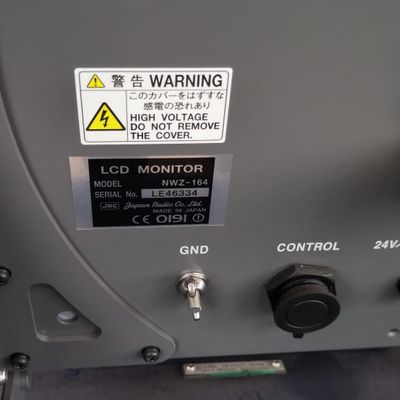 警告 WARNING
このカバーをはずすな
感電の恐れあり
HIGH VOLTAGE
DO NOT REMOVE
THE COVER.
LCD MONITOR
MODEL NWZ-164
SERIAL No. LE46334
JRC Japan Radio Co., Ltd.
MADE IN JAPAN
CE 0191
GND
CONTROL
24V